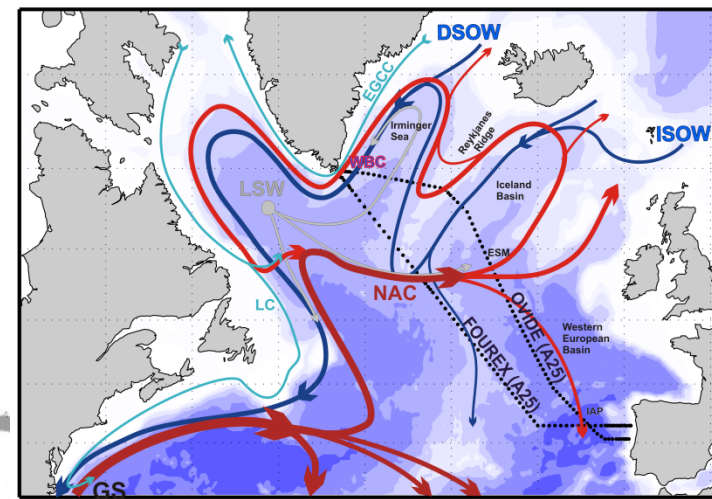 DSOW
EGCC
ISOW
Irminger
Sea
Reykjanes
Ridge
WBC
LSW
Iceland
Basin
ESM
NAC
LC
OVIDE (A25)
FOUREX (A25)
Western
European
Basin
IAP
GS